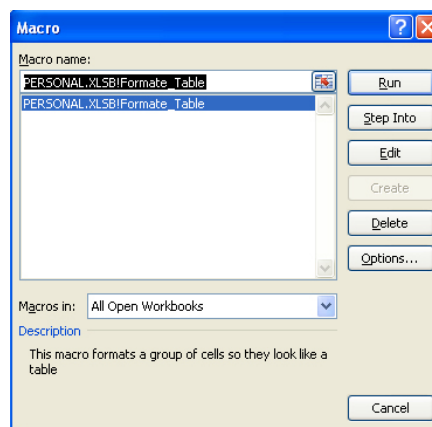 Macro
Macro name:
PERSONAL.XLSB!Formate_Table
PERSONAL.XLSB!Formate_Table
Run
Step Into
Edit
Create
Delete
Options...
Macros in: All Open Workbooks
Description
This macro formats a group of cells so they look like a
table
Cancel